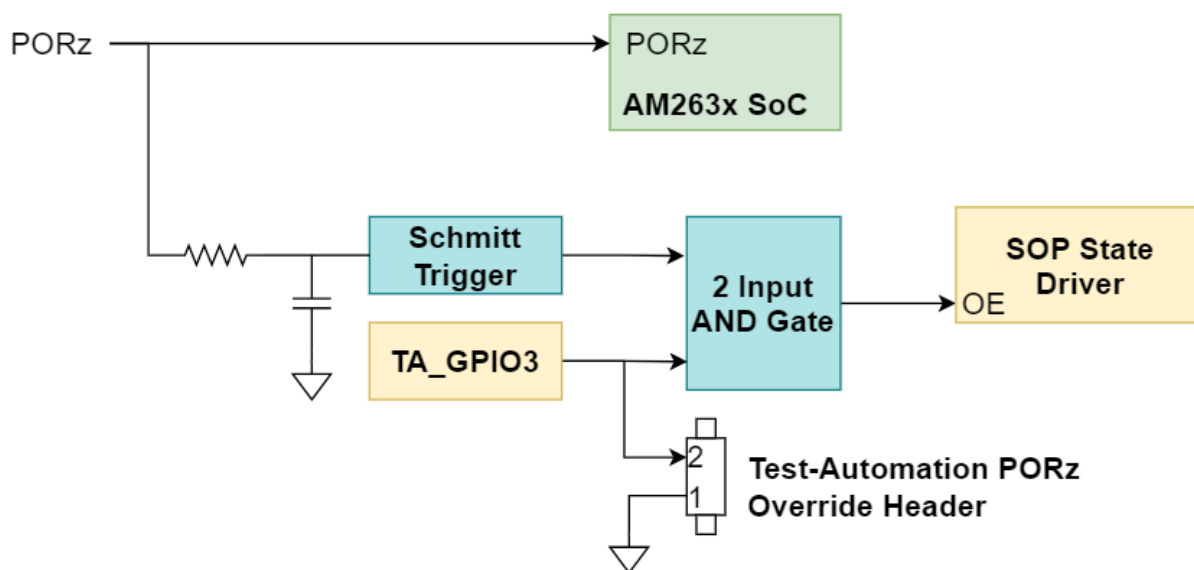 PORz
PORz
AM263x SoC
Schmitt
Trigger
2 Input
AND Gate
SOP State
Driver
OE
TA_GPIO3
2
1
Test-Automation PORz
Override Header